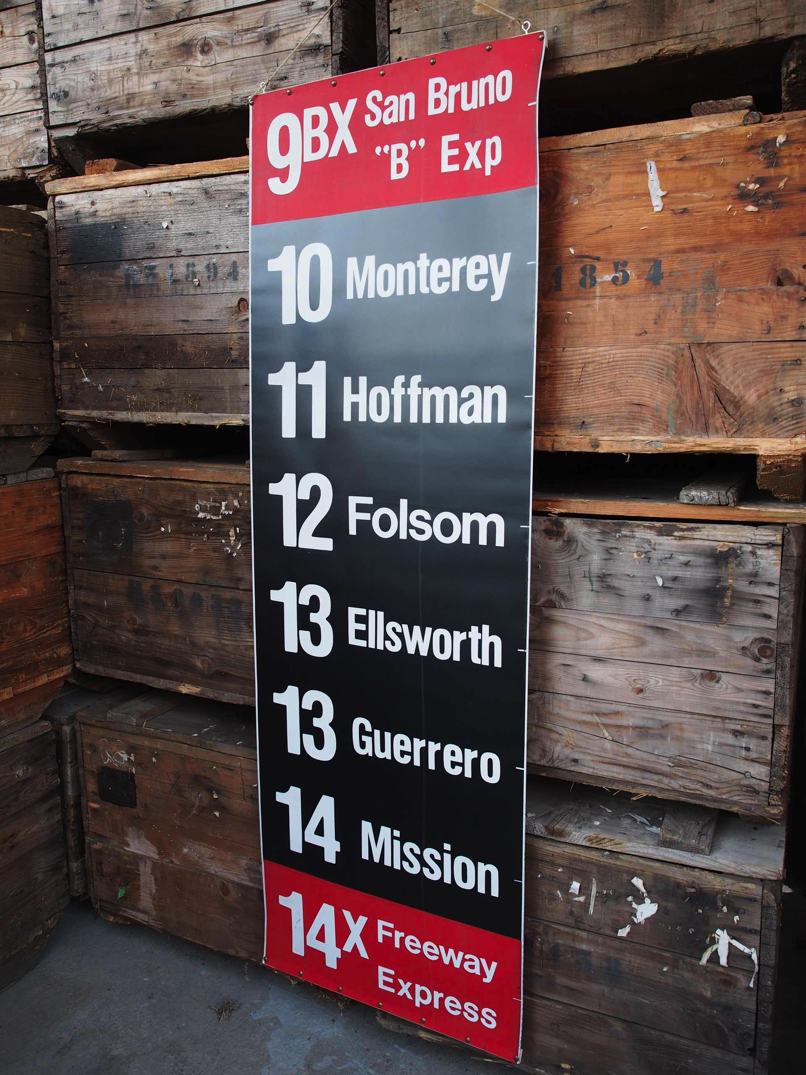 9BX San Bruno
“B” Exp
10 Monterey
11 Hoffman
12 Folsom
13 Ellsworth
13 Guerrero
14 Mission
14X Freeway
Express
1854